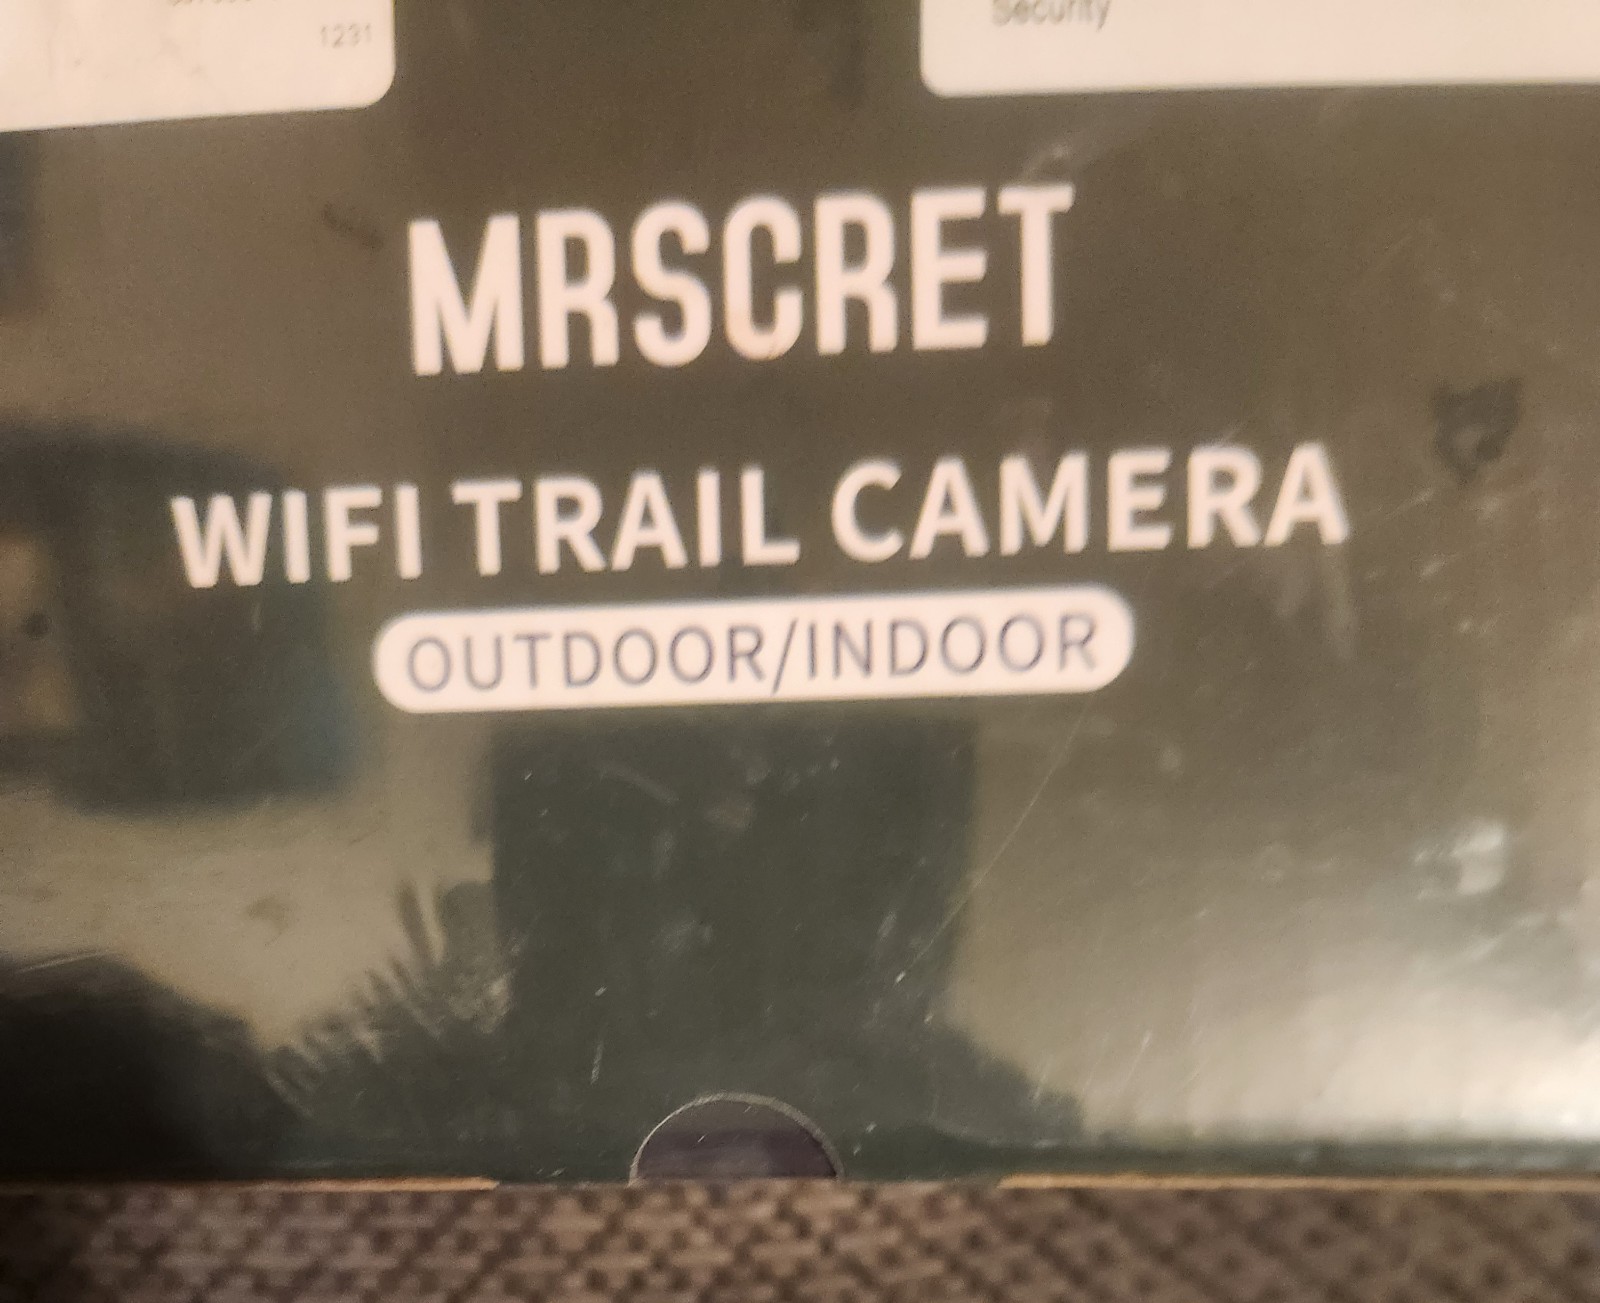 1231
Security
MRSCRET
WIFI TRAIL CAMERA
OUTDOOR/INDOOR